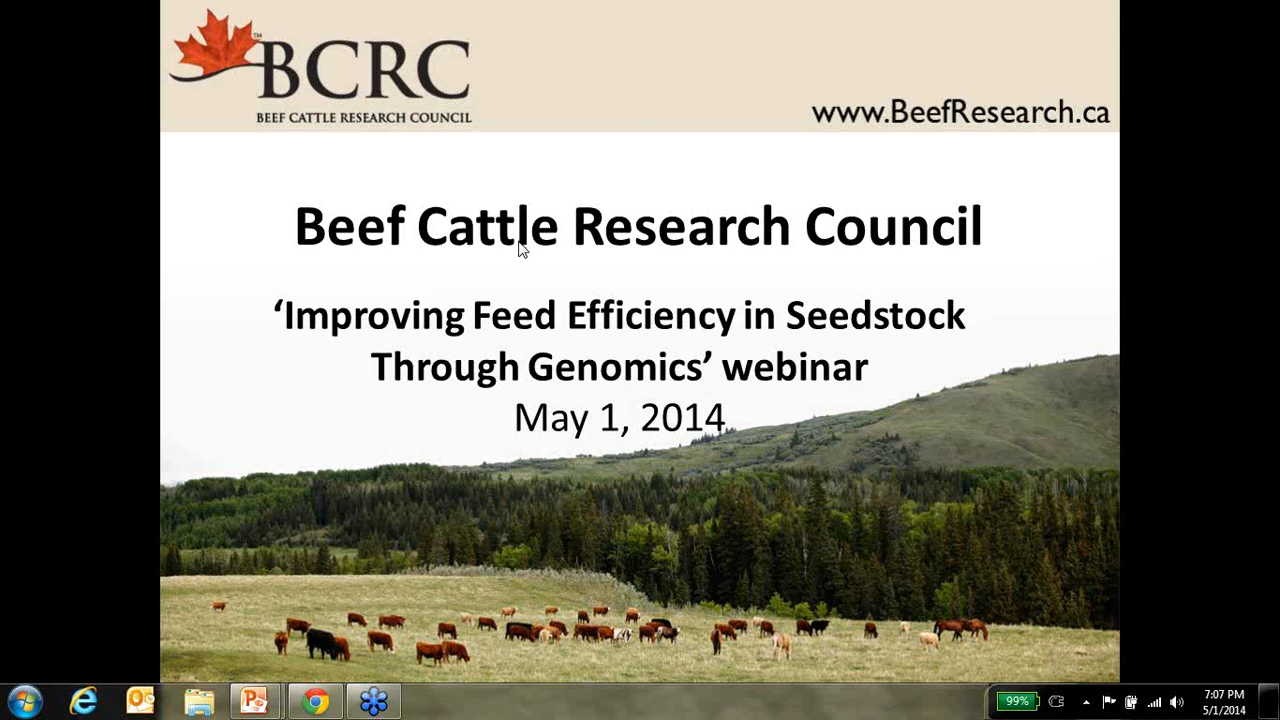 BCRC
TM
BEEF CATTLE RESEARCH COUNCIL
www.BeefResearch.ca
Beef Cattle Research Council
‘Improving Feed Efficiency in Seedstock
Through Genomics’ webinar
May 1, 2014
99%
7:07 PM
5/1/2014